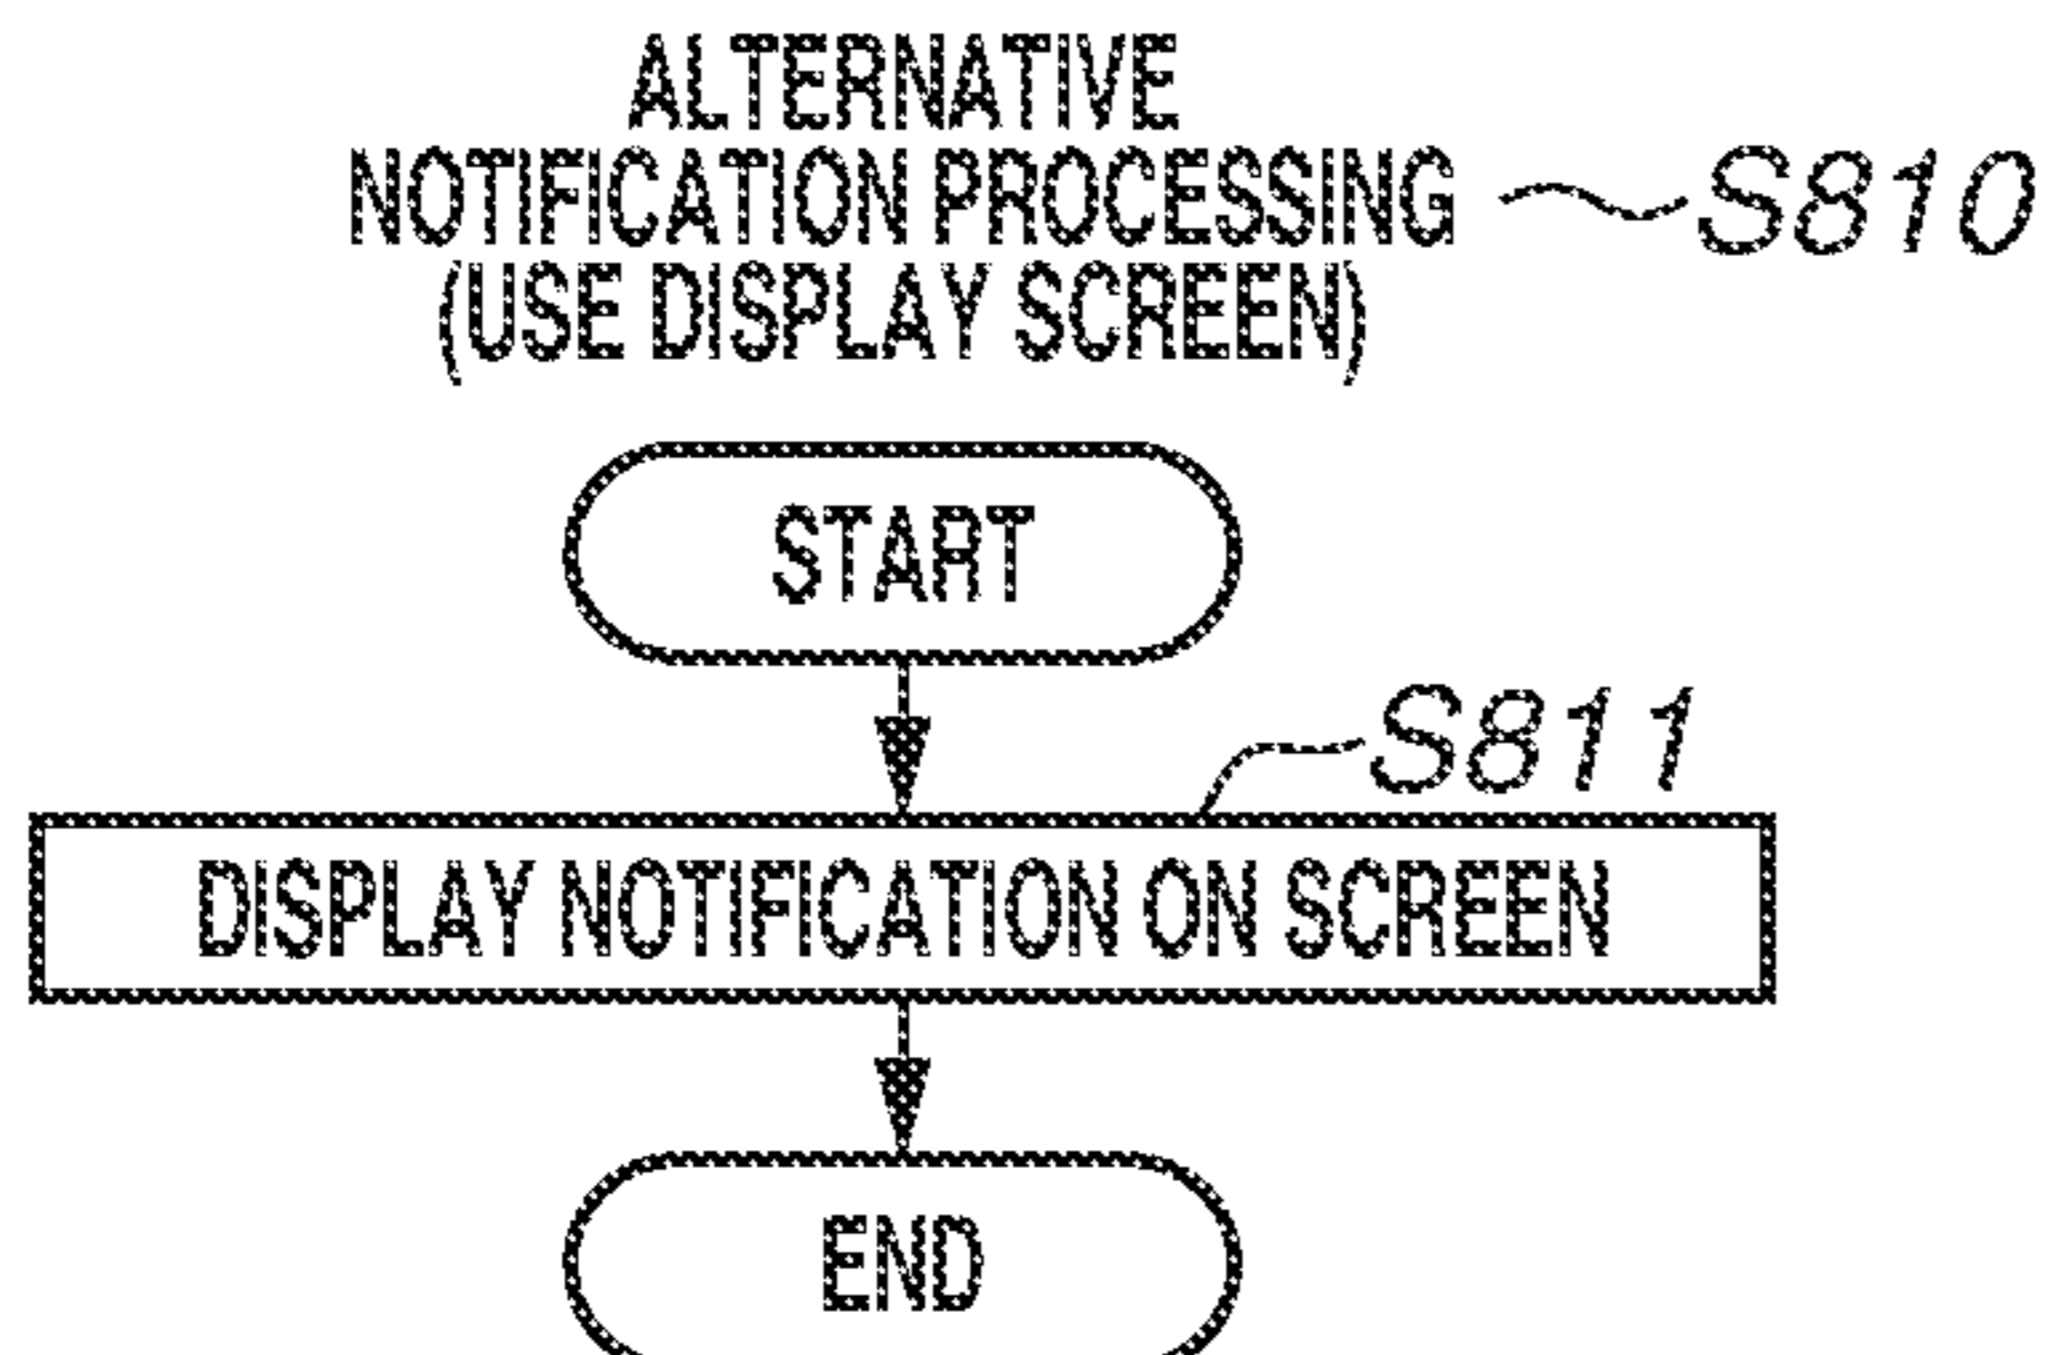 ALTERNATIVE
NOTIFICATION PROCESSING S810
(USE DISPLAY SCREEN)
START
S811
DISPLAY NOTIFICATION ON SCREEN
END